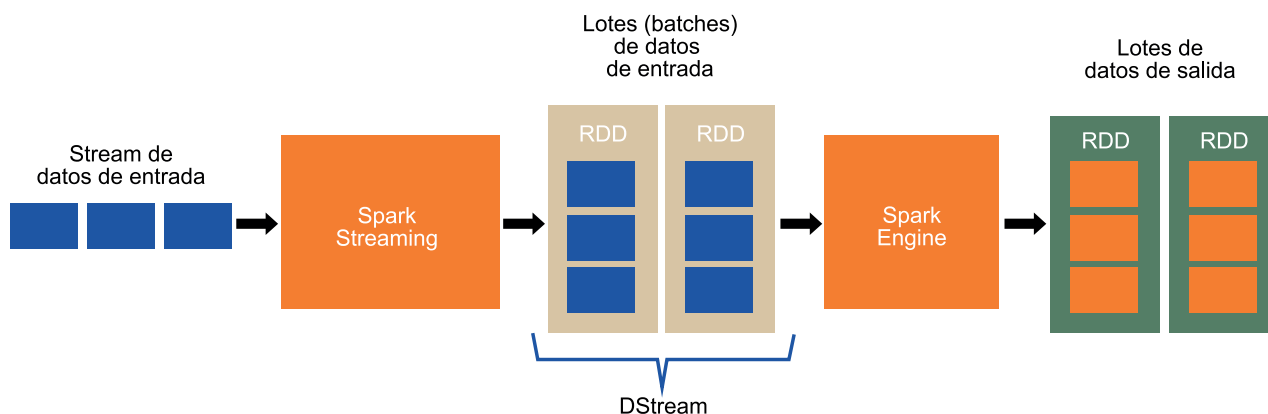 Stream de
datos de entrada
Spark
Streaming
Lotes (batches)
de datos
de entrada
RDD
RDD
DStream
Spark
Engine
Lotes de
datos de salida
RDD
RDD